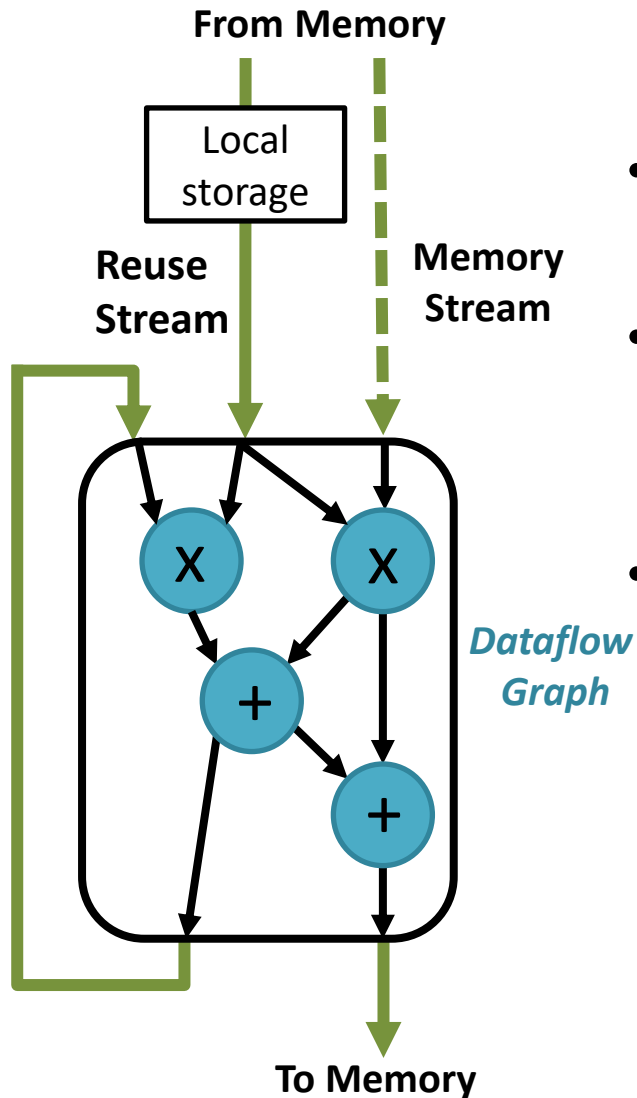 From Memory
Local
storage
Reuse
Stream
Memory
Stream
x
x
Dataflow
Graph
+
+
To Memory